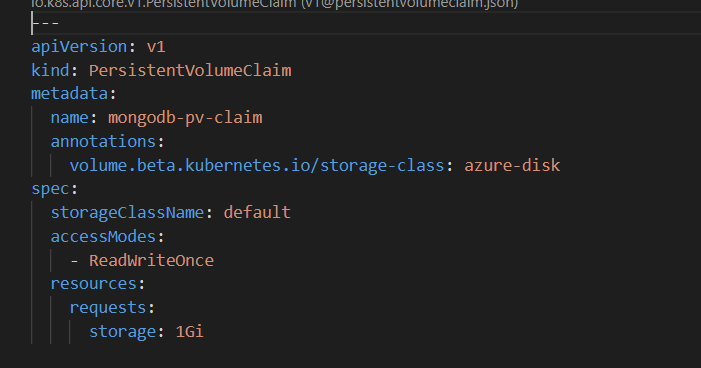 io.k8s.api.core.v1.PersistentVolumeClaim (v1@persistentvolumeclaim.json)
---
apiVersion: v1
kind: PersistentVolumeClaim
metadata:
  name: mongodb-pv-claim
  annotations:
    volume.beta.kubernetes.io/storage-class: azure-disk
spec:
  storageClassName: default
  accessModes:
    - ReadWriteOnce
  resources:
    requests:
      storage: 1Gi